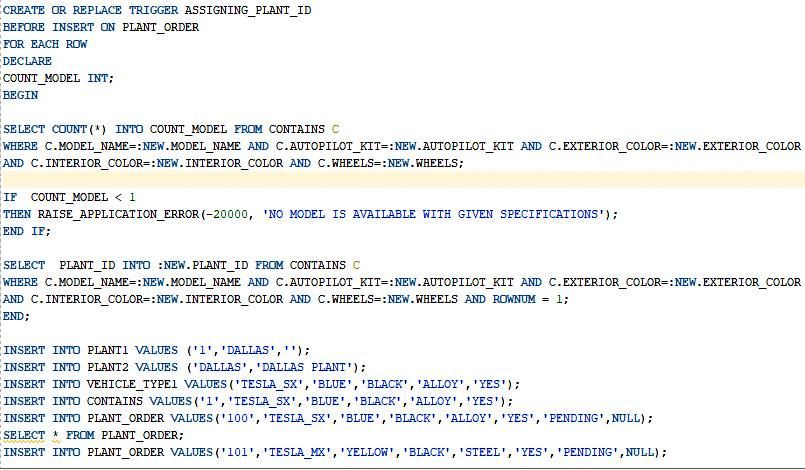 CREATE OR REPLACE TRIGGER ASSIGNING_PLANT_ID
BEFORE INSERT ON PLANT_ORDER
FOR EACH ROW
DECLARE
COUNT_MODEL INT;
BEGIN
SELECT COUNT(*) INTO COUNT_MODEL FROM CONTAINS C
WHERE C.MODEL_NAME=:NEW.MODEL_NAME AND C.AUTOPILOT_KIT=:NEW.AUTOPILOT_KIT AND C.EXTERIOR_COLOR=:NEW.EXTERIOR_COLOR
AND C.INTERIOR_COLOR=:NEW.INTERIOR_COLOR AND C.WHEELS=:NEW.WHEELS;
IF  COUNT_MODEL < 1
THEN RAISE_APPLICATION_ERROR(-20000, 'NO MODEL IS AVAILABLE WITH GIVEN SPECIFICATIONS');
END IF;
SELECT  PLANT_ID INTO :NEW.PLANT_ID FROM CONTAINS C
WHERE C.MODEL_NAME=:NEW.MODEL_NAME AND C.AUTOPILOT_KIT=:NEW.AUTOPILOT_KIT AND C.EXTERIOR_COLOR=:NEW.EXTERIOR_COLOR
AND C.INTERIOR_COLOR=:NEW.INTERIOR_COLOR AND C.WHEELS=:NEW.WHEELS AND ROWNUM = 1;
END;
INSERT INTO PLANT1 VALUES ('1','DALLAS','');
INSERT INTO PLANT2 VALUES ('DALLAS','DALLAS PLANT');
INSERT INTO VEHICLE_TYPE1 VALUES('TESLA_SX','BLUE','BLACK','ALLOY','YES');
INSERT INTO CONTAINS VALUES('1','TESLA_SX','BLUE','BLACK','ALLOY','YES');
INSERT INTO PLANT_ORDER VALUES('100','TESLA_SX','BLUE','BLACK','ALLOY','YES','PENDING',NULL);
SELECT * FROM PLANT_ORDER;
INSERT INTO PLANT_ORDER VALUES('101','TESLA_MX','YELLOW','BLACK','STEEL','YES','PENDING',NULL);